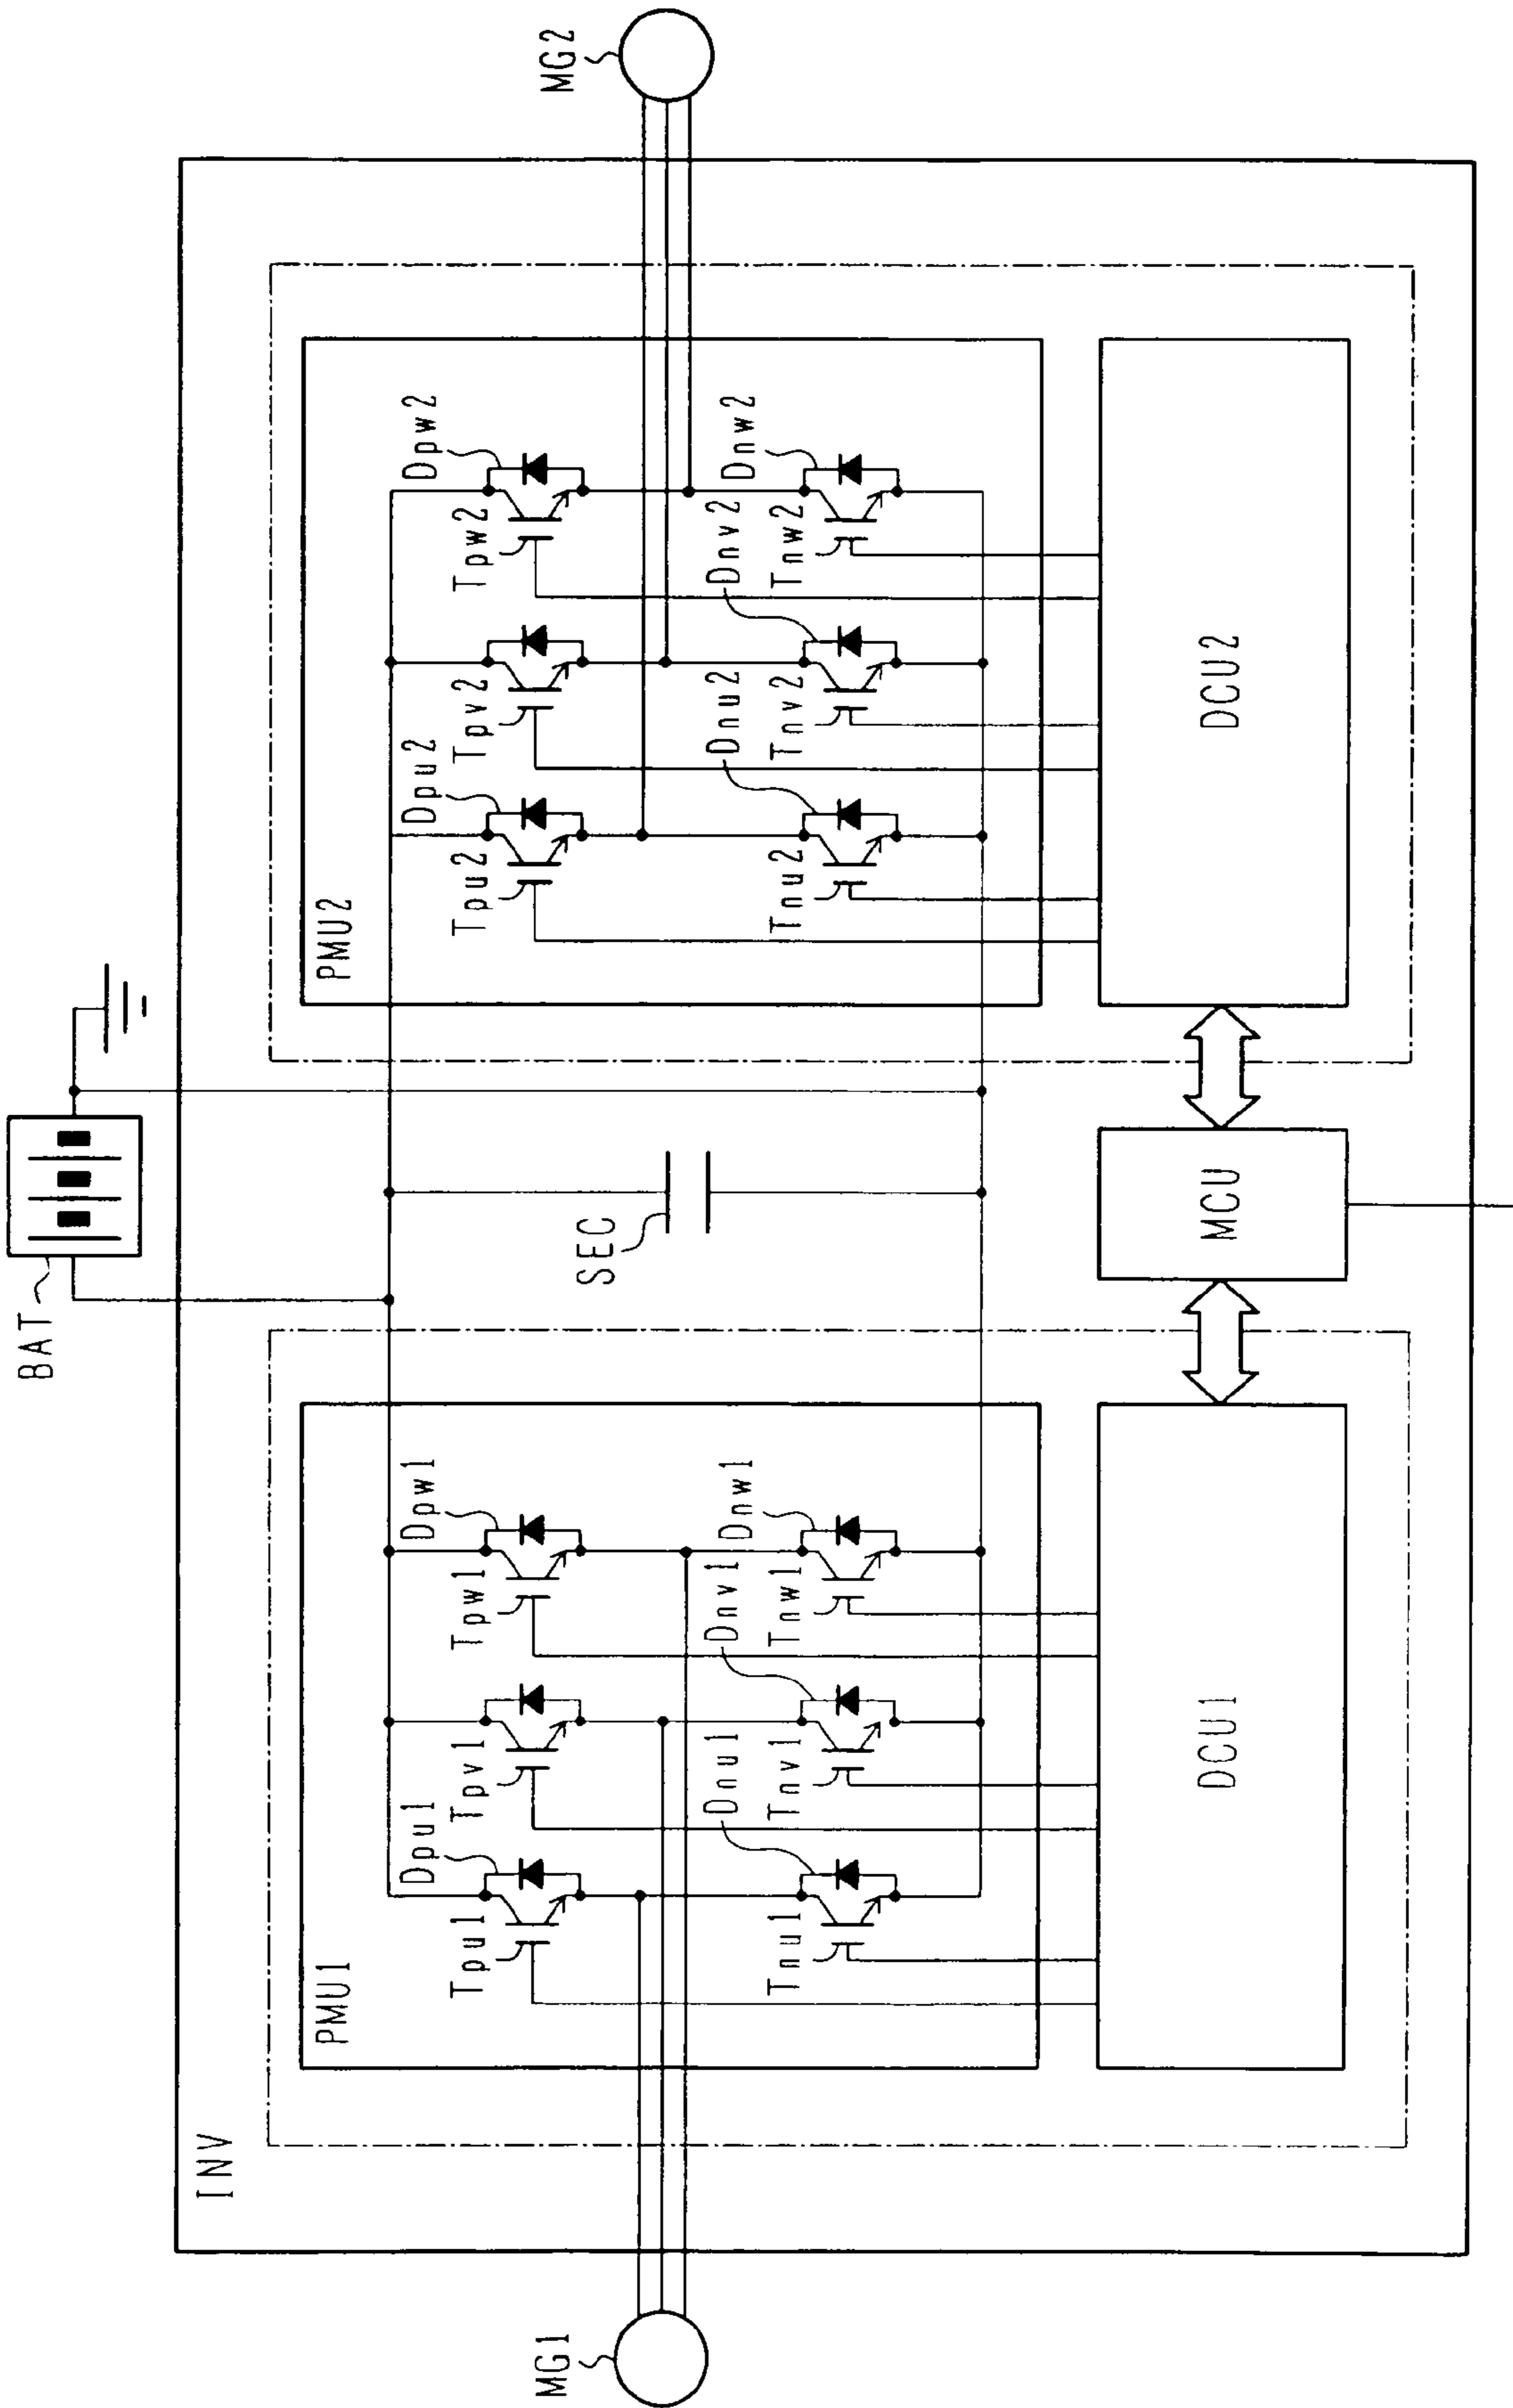 BAT
INV
PMU1
PMU2
Dpu1
Dpw1
Dpu2
Dpw2
Tpu1
Tpv1
Tpw1
Tpu2
Tpv2
Tpw2
MG1
SEC
MG2
Dnu1
Dnv1
Dnw1
Dnu2
Dnv2
Dnw2
Tnu1
Tnv1
Tnw1
Tnu2
Tnv2
Tnw2
DCU1
MCU
DCU2